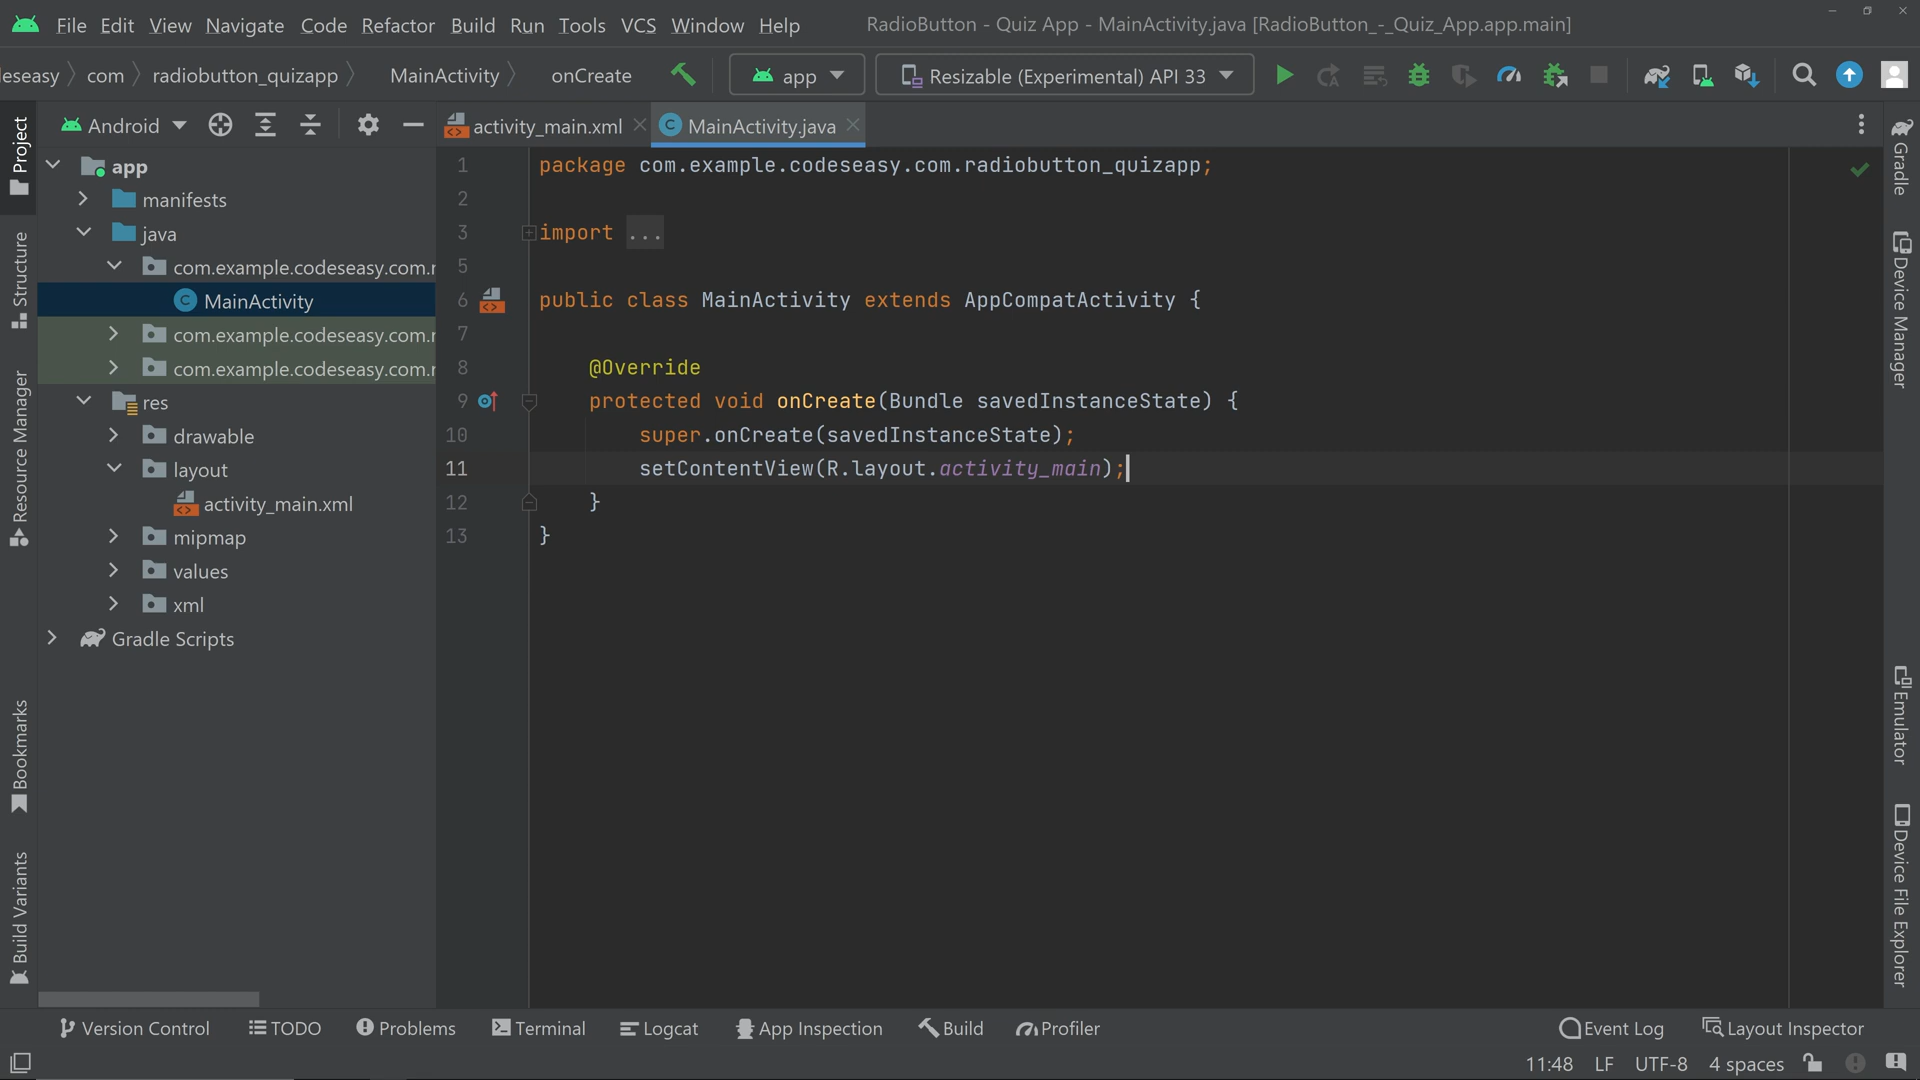 File Edit View Navigate Code Refactor Build Run Tools VCS Window Help RadioButton - Quiz App - MainActivity.java [RadioButton_-_Quiz_App.app.main]
eseasy com radiobutton_quizapp MainActivity onCreate app Resizable (Experimental) API 33
Project
Structure
Resource Manager
Bookmarks
Build Variants
Android
app
manifests
java
com.example.codeseasy.com.r
MainActivity
com.example.codeseasy.com.r
com.example.codeseasy.com.r
res
drawable
layout
activity_main.xml
mipmap
values
xml
Gradle Scripts
activity_main.xml MainActivity.java
1 package com.example.codeseasy.com.radiobutton_quizapp;
2
3 import ...
5
6 public class MainActivity extends AppCompatActivity {
7
8 @Override
9 protected void onCreate(Bundle savedInstanceState) {
10 super.onCreate(savedInstanceState);
11 setContentView(R.layout.activity_main);
12 }
13 }
Gradle
Device Manager
Emulator
Device File Explorer
Version Control TODO Problems Terminal Logcat App Inspection Build Profiler Event Log Layout Inspector
11:48 LF UTF-8 4 spaces